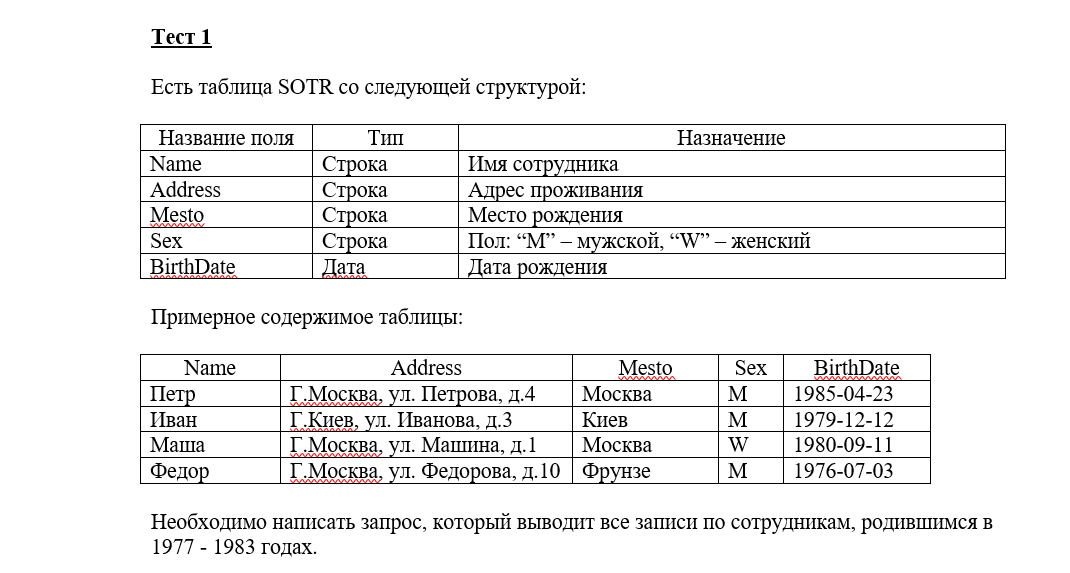 Тест 1
Есть таблица SOTR со следующей структурой:
Название поля Тип Назначение
Name Строка Имя сотрудника
Address Строка Адрес проживания
Mesto Строка Место рождения
Sex Строка Пол: “M” – мужской, “W” – женский
BirthDate Дата Дата рождения
Примерное содержимое таблицы:
Name Address Mesto Sex BirthDate
Петр Г.Москва, ул. Петрова, д.4 Москва M 1985-04-23
Иван Г.Киев, ул. Иванова, д.3 Киев M 1979-12-12
Маша Г.Москва, ул. Машина, д.1 Москва W 1980-09-11
Федор Г.Москва, ул. Федорова, д.10 Фрунзе M 1976-07-03
Необходимо написать запрос, который выводит все записи по сотрудникам, родившимся в
1977 - 1983 годах.